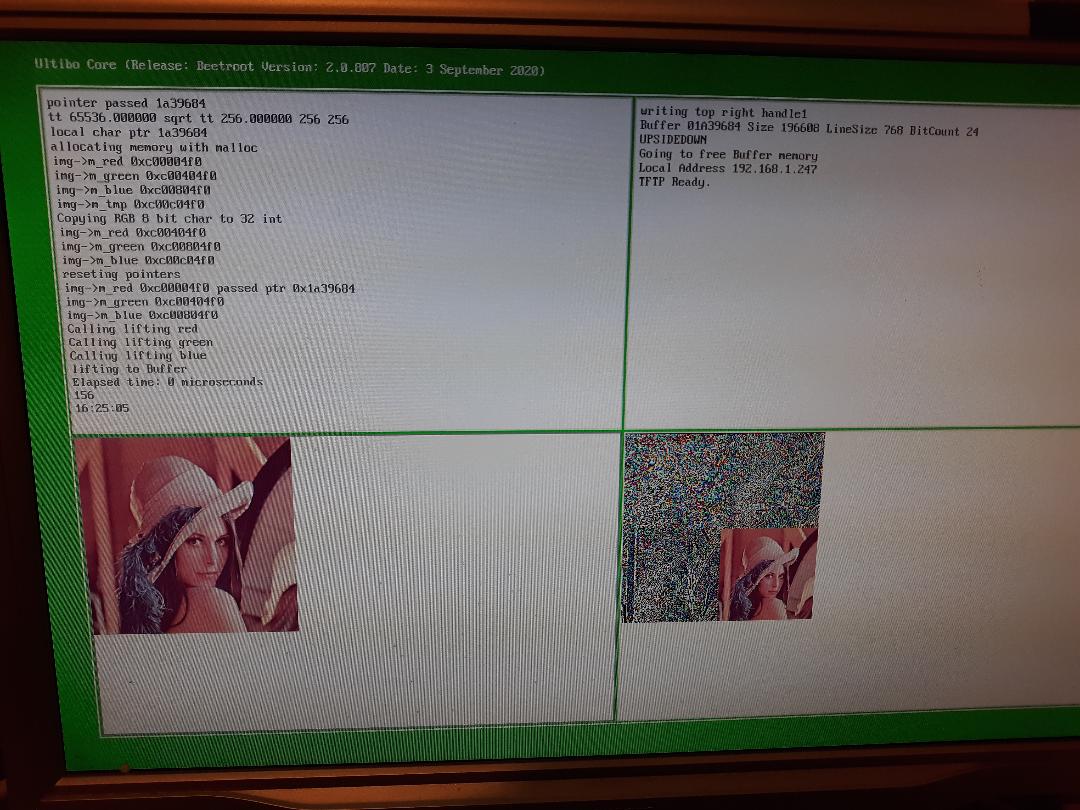 Ultibo Core (Release: Beetroot Version: 2.0.807 Date: 3 September 2020)
pointer passed 1a39684
tt 65536.000000 sqrt tt 256.000000 256 256
local char ptr 1a39684
allocating memory with malloc
img->m_red 0xc00004f0
img->m_green 0xc00404f0
img->m_blue 0xc00804f0
img->m_tmp 0xc00c04f0
Copying RGB 8 bit char to 32 int
img->m_red 0xc00404f0
img->m_green 0xc00804f0
img->m_blue 0xc00c04f0
reseting pointers
img->m_red 0xc00004f0 passed ptr 0x1a39684
img->m_green 0xc00404f0
img->m_blue 0xc00804f0
Calling lifting red
Calling lifting green
Calling lifting blue
lifting to Buffer
Elapsed time: 0 microseconds
156
16:25:05
writing top right handle1
Buffer 01A39684 Size 196608 LineSize 768 BitCount 24
UPSIDEDOWN
Going to free Buffer memory
Local Address 192.168.1.247
TFTP Ready.